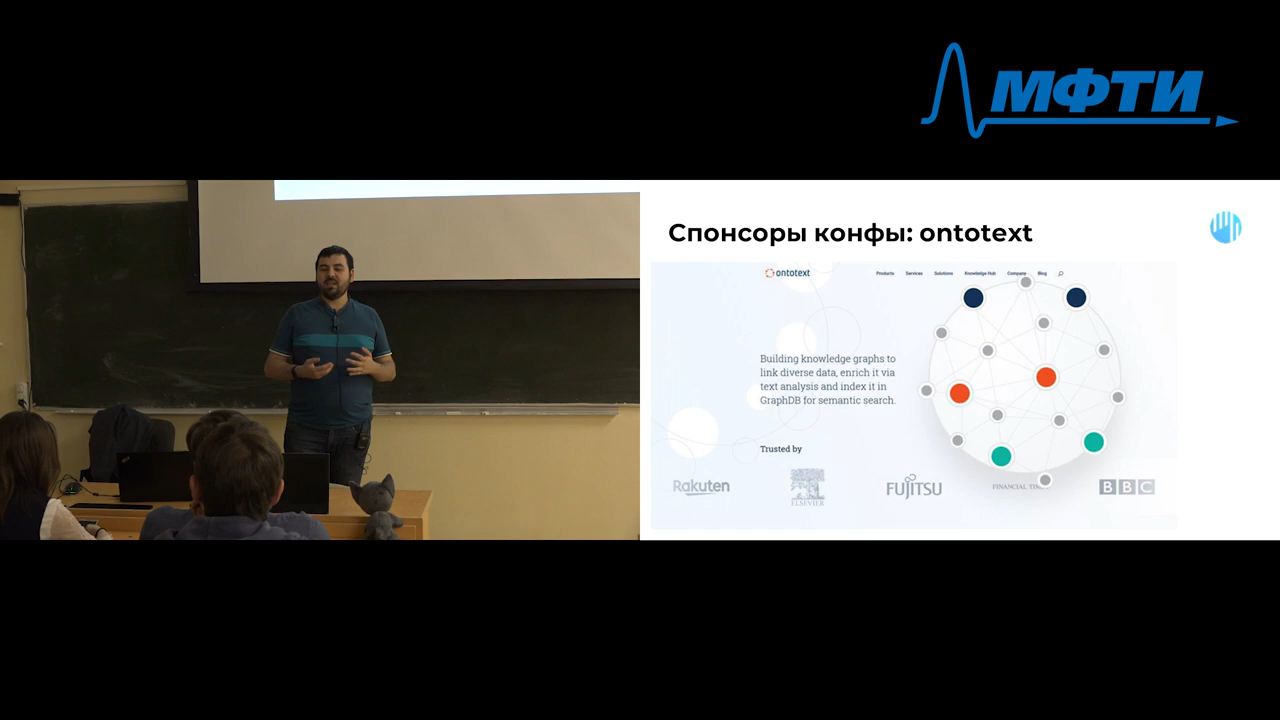 МФТИ
Спонсоры конфы: ontotext
ontotext
Products Services Solutions Knowledge Hub Company Blog
Building knowledge graphs to
link diverse data, enrich it via
text analysis and index it in
GraphDB for semantic search.
Trusted by
Rakuten
ELSEVIER
FUJITSU
FINANCIAL
BBC